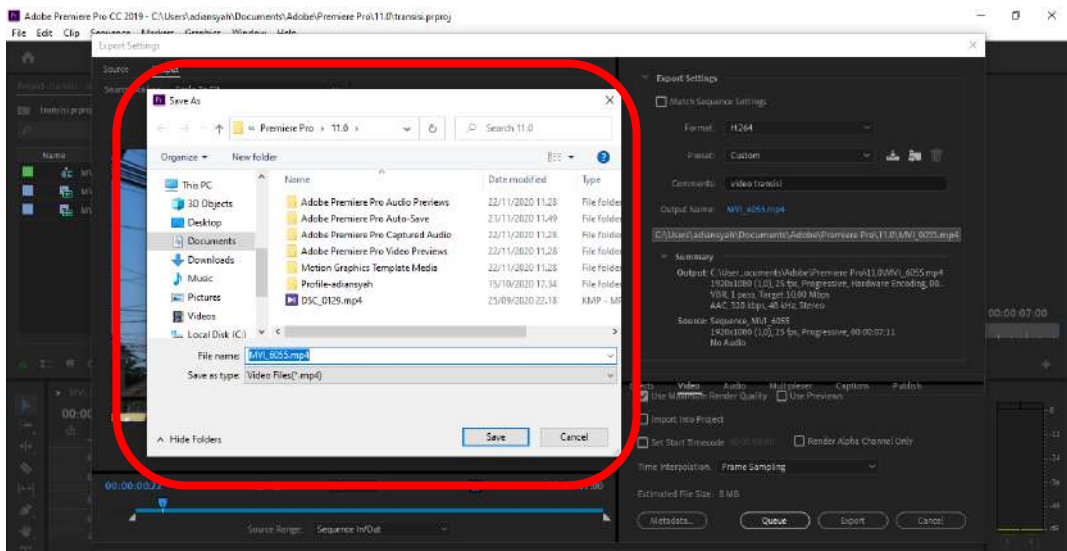 Adobe Premiere Pro CC 2019 - C:\Users\adiansyah\Documents\Adobe\Premiere Pro\11.0\transisi.prproj
File Edit Clip Sequence Markers Graphics Window Help
Export Settings
Source
Save As
Premiere Pro › 11.0 ›
Search 11.0
Organize
New folder
Name
Date modified
Type
This PC
3D Objects
Desktop
Documents
Downloads
Music
Pictures
Videos
Local Disk (C:)
Adobe Premiere Pro Audio Previews 22/11/2020 11.28 File folder
Adobe Premiere Pro Auto-Save 21/11/2020 11.49 File folder
Adobe Premiere Pro Captured Audio 22/11/2020 11.28 File folder
Adobe Premiere Pro Video Previews 22/11/2020 11.28 File folder
Motion Graphics Template Media 22/11/2020 11.28 File folder
Profile-adiansyah 15/10/2020 17.34 File folder
DSC_0129.mp4 25/09/2020 22.18 KMP - MP
File name: MVI_6055.mp4
Save as type: Video Files(*.mp4)
Hide Folders
Save
Cancel
Export Settings
Match Sequence Settings
Format: H.264
Preset: Custom
Comments: video transisi
Output Name: MVI_6055.mp4
C:\Users\adiansyah\Documents\Adobe\Premiere Pro\11.0\MVI_6055.mp4
Summary
Output: C:\User...ocuments\Adobe\Premiere Pro\11.0\MVI_6055.mp4
1920x1080 (1,0), 25 fps, Progressive, Hardware Encoding, 00...
VBR, 1 pass, Target 10,00 Mbps
AAC, 320 kbps, 48 kHz, Stereo
Source: Sequence, MVI_6055
1920x1080 (1,0), 25 fps, Progressive, 00:00:07:11
No Audio
Video Audio Multiplexer Captions Publish
Use Maximum Render Quality
Use Previews
Import Into Project
Set Start Timecode
Render Alpha Channel Only
Time Interpolation: Frame Sampling
Estimated File Size: 8 MB
Metadata...
Queue
Export
Cancel
Name
00:00:07:00
00:00:00:22
Source Range: Sequence In/Out